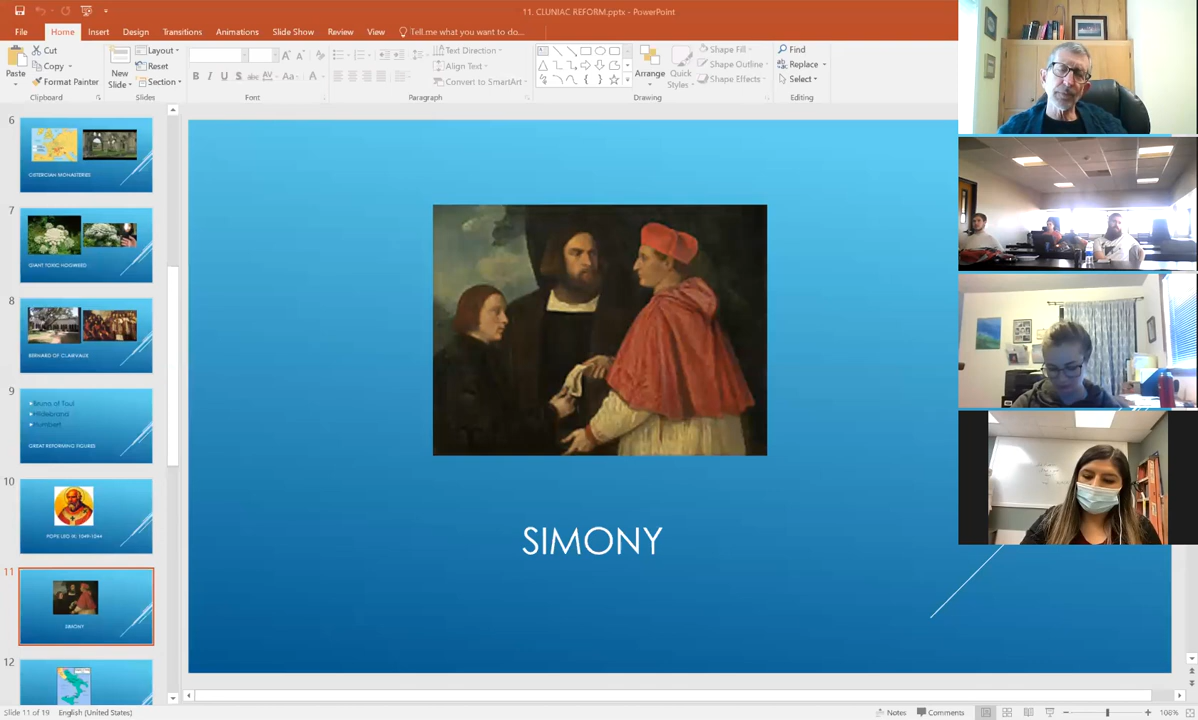 11. CLUNIAC REFORM.pptx - PowerPoint
File Home Insert Design Transitions Animations Slide Show Review View Tell me what you want to do...
Paste
Cut
Copy
Format Painter
Clipboard
New Slide
Layout
Reset
Section
Slides
B I U S abc AV Aa A
Font
Text Direction
Align Text
Convert to SmartArt
Paragraph
Arrange
Quick Styles
Shape Fill
Shape Outline
Shape Effects
Drawing
Find
Replace
Select
Editing
6
CISTERCIAN MONASTERIES
7
GIANT TOXIC HOGWEED
8
BERNARD OF CLAIRVAUX
9
Bruno of Toul
Hildebrand
Humbert
GREAT REFORMING FIGURES
10
POPE LEO IX: 1049-1044
11
SIMONY
12
SIMONY
Slide 11 of 19 English (United States)
Notes Comments 108%